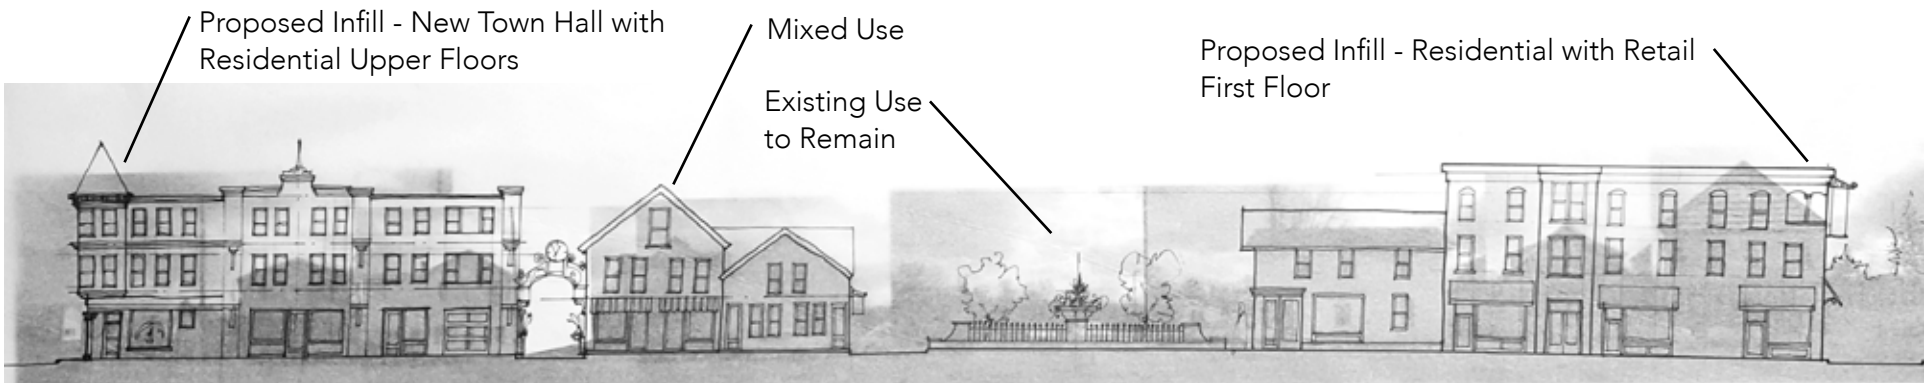 Proposed Infill - New Town Hall with
Residential Upper Floors
Mixed Use
Existing Use
to Remain
Proposed Infill - Residential with Retail
First Floor